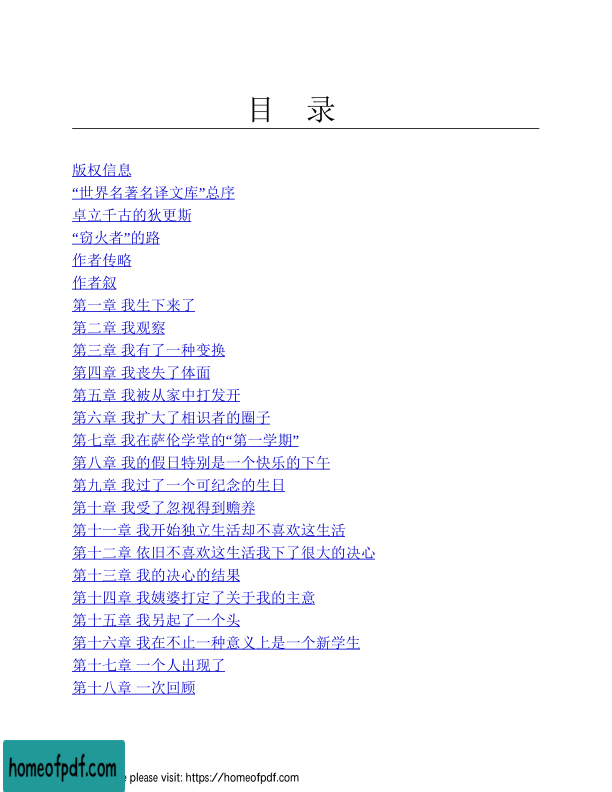 目 录
版权信息
“世界名著名译文库”总序
卓立千古的狄更斯
“窃火者”的路
作者传略
作者叙
第一章 我生下来了
第二章 我观察
第三章 我有了一种变换
第四章 我丧失了体面
第五章 我被从家中打发开
第六章 我扩大了相识者的圈子
第七章 我在萨伦学堂的“第一学期”
第八章 我的假日特别是一个快乐的下午
第九章 我过了一个可纪念的生日
第十章 我受了忽视得到赡养
第十一章 我开始独立生活却不喜欢这生活
第十二章 依旧不喜欢这生活我下了很大的决心
第十三章 我的决心的结果
第十四章 我姨婆打定了关于我的主意
第十五章 我另起了一个头
第十六章 我在不止一种意义上是一个新学生
第十七章 一个人出现了
第十八章 一次回顾
homeofpdf.com
please visit: https://homeofpdf.com